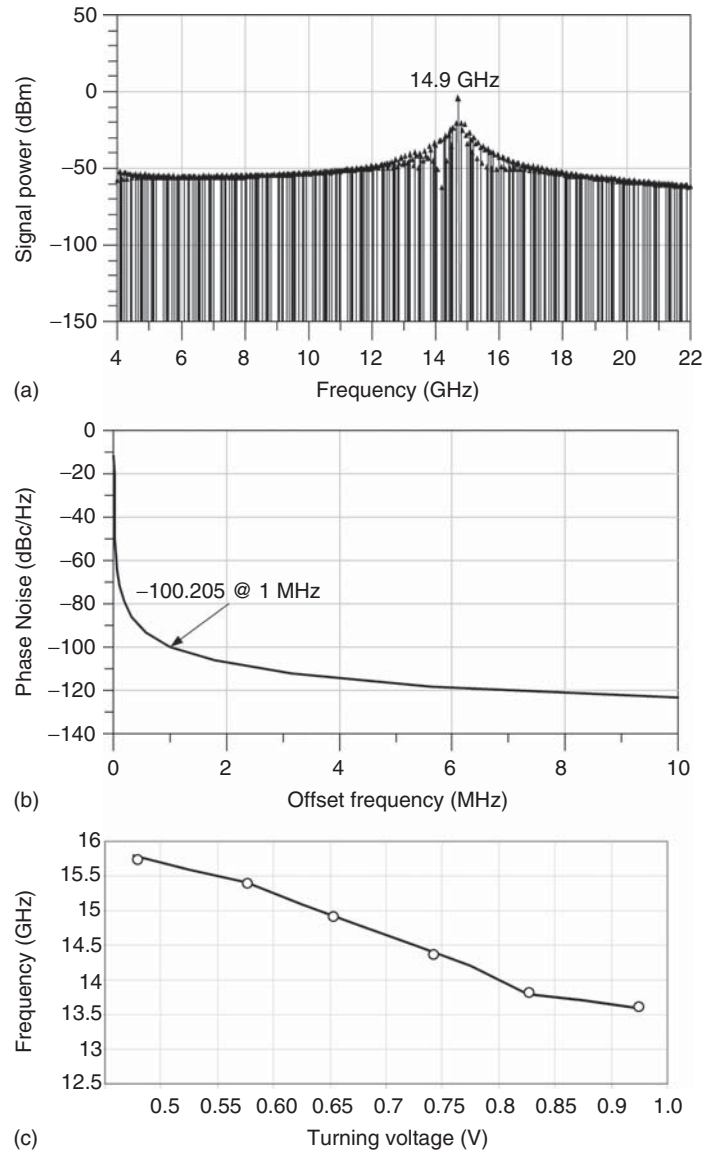 50
0
−50
−100
−150
Signal power (dBm)
14.9 GHz
4 6 8 10 12 14 16 18 20 22
(a)
Frequency (GHz)
0
−20
−40
−60
−80
−100
−120
−140
Phase Noise (dBc/Hz)
−100.205 @ 1 MHz
0 2 4 6 8 10
(b)
Offset frequency (MHz)
16
15.5
15
14.5
14
13.5
13
12.5
Frequency (GHz)
0.5 0.55 0.60 0.65 0.7 0.75 0.8 0.85 0.9 1.0
(c)
Turning voltage (V)